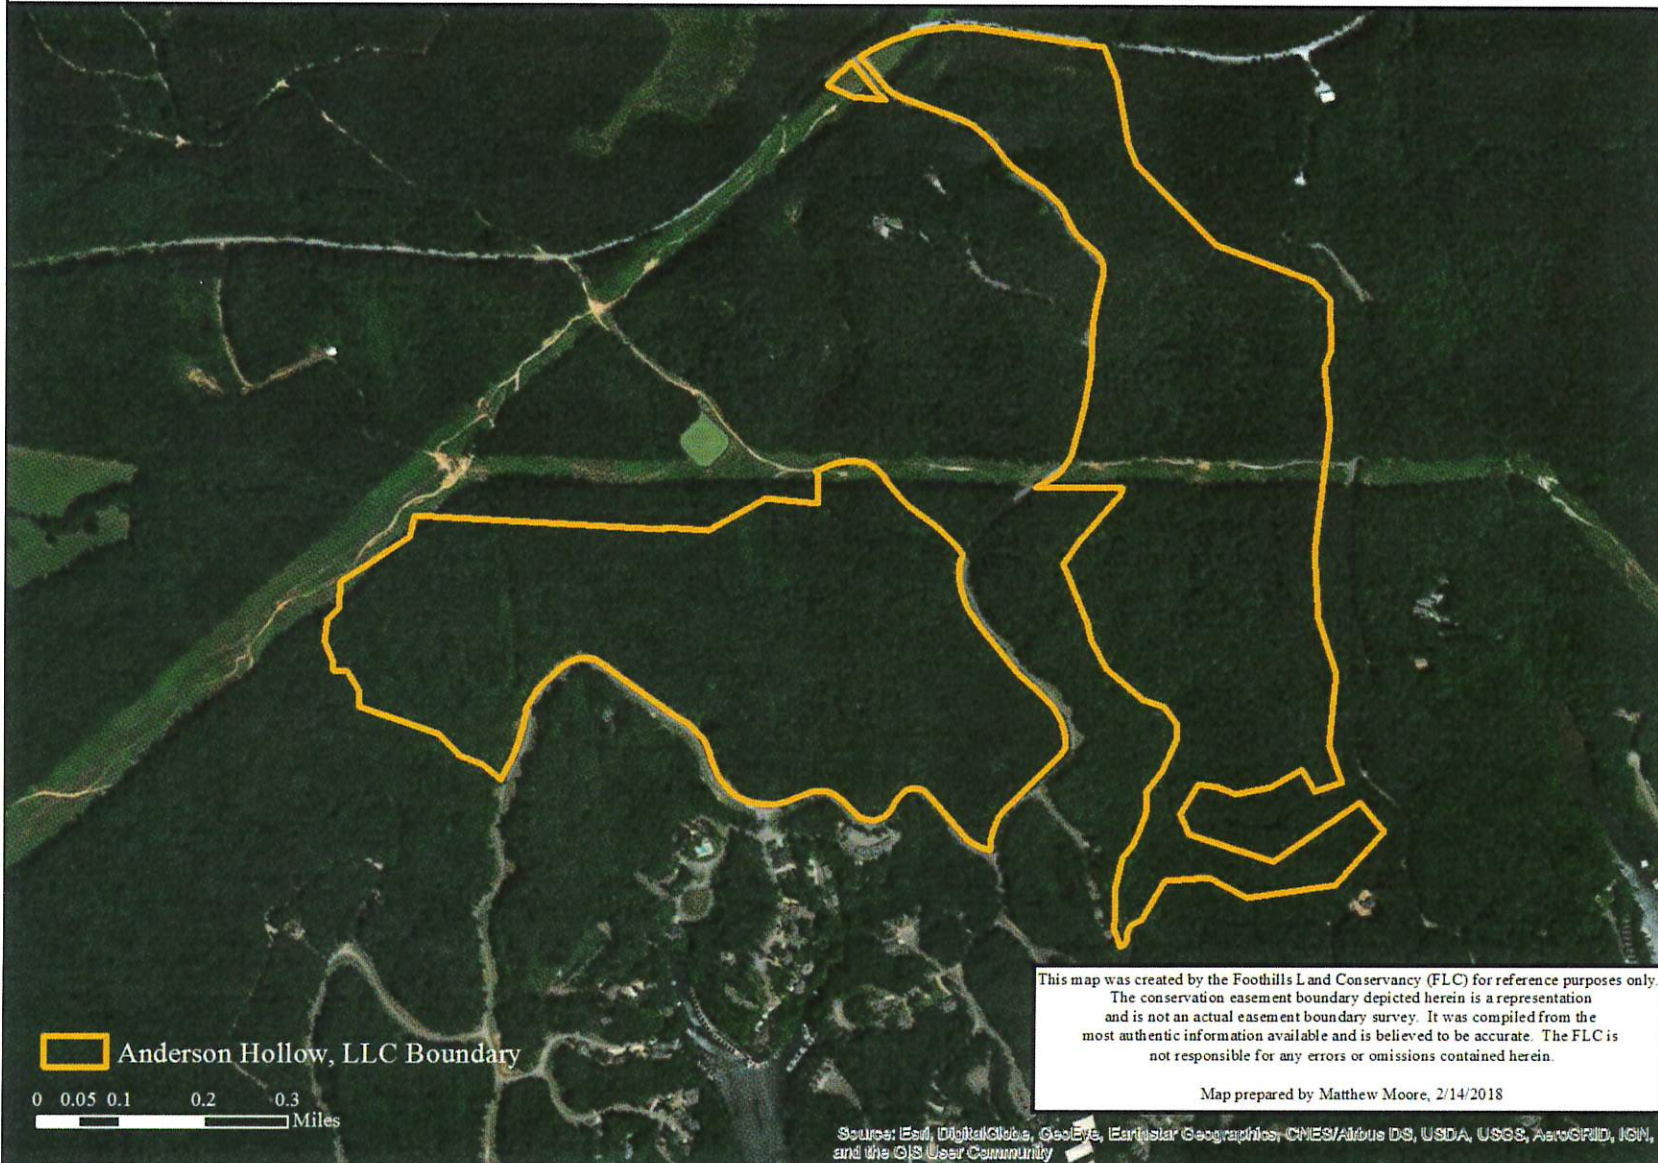 This map was created by the Foothills Land Conservancy (FLC) for reference purposes only.
The conservation easement boundary depicted herein is a representation
and is not an actual easement boundary survey. It was compiled from the
most authentic information available and is believed to be accurate. The FLC is
not responsible for any errors or omissions contained herein.
Map prepared by Matthew Moore, 2/14/2018
Anderson Hollow, LLC Boundary
0 0.05 0.1 0.2 0.3
Miles
Source: Esri, DigitalGlobe, GeoEye, Earthstar Geographics, CNES/Airbus DS, USDA, USGS, AeroGRID, IGN,
and the GIS User Community